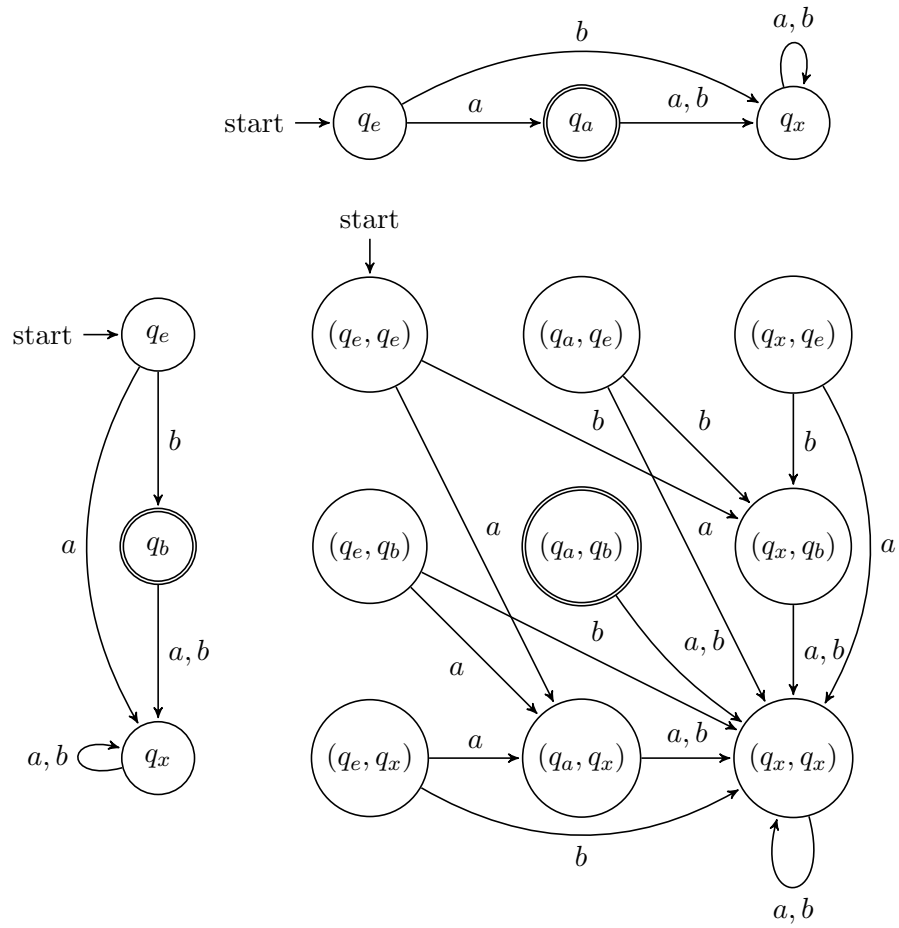 a, b
b
start
q_e
a
q_a
a, b
q_x
start
start
q_e
(q_e, q_e)
(q_a, q_e)
(q_x, q_e)
b
b
b
b
a
a
a
q_b
(q_e, q_b)
(q_a, q_b)
(q_x, q_b)
a
b
a, b
a, b
a, b
a
a, b
q_x
(q_e, q_x)
a
(q_a, q_x)
a, b
(q_x, q_x)
b
a, b